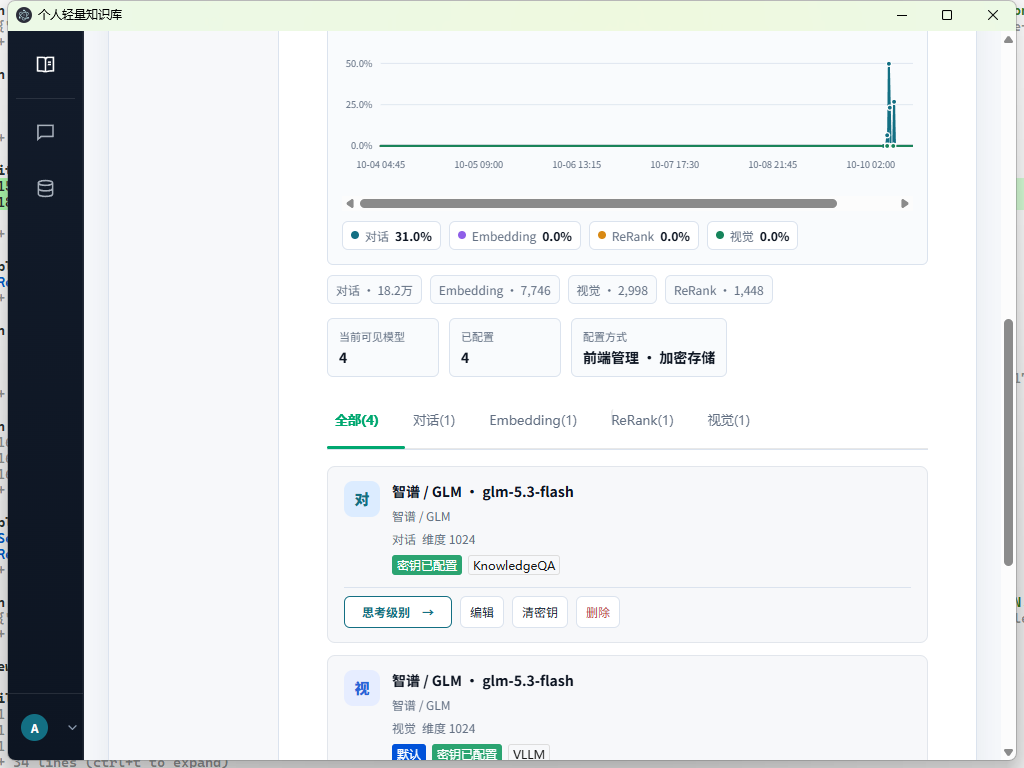 个人轻量知识库
50.0%
25.0%
0.0%
10-04 04:45 10-05 09:00 10-06 13:15 10-07 17:30 10-08 21:45 10-10 02:00
对话 31.0% Embedding 0.0% ReRank 0.0% 视觉 0.0%
对话 • 18.2万 Embedding • 7,746 视觉 • 2,998 ReRank • 1,448
当前可见模型 已配置 配置方式
4 4 前端管理 • 加密存储
全部(4) 对话(1) Embedding(1) ReRank(1) 视觉(1)
对 智谱 / GLM • glm-5.3-flash
智谱 / GLM
对话 维度 1024
密钥已配置 KnowledgeQA
思考级别 → 编辑 清密钥 删除
视 智谱 / GLM • glm-5.3-flash
智谱 / GLM
视觉 维度 1024
A 默认 密钥已配置 VLLM
34 lines (ctrl+t to expand)